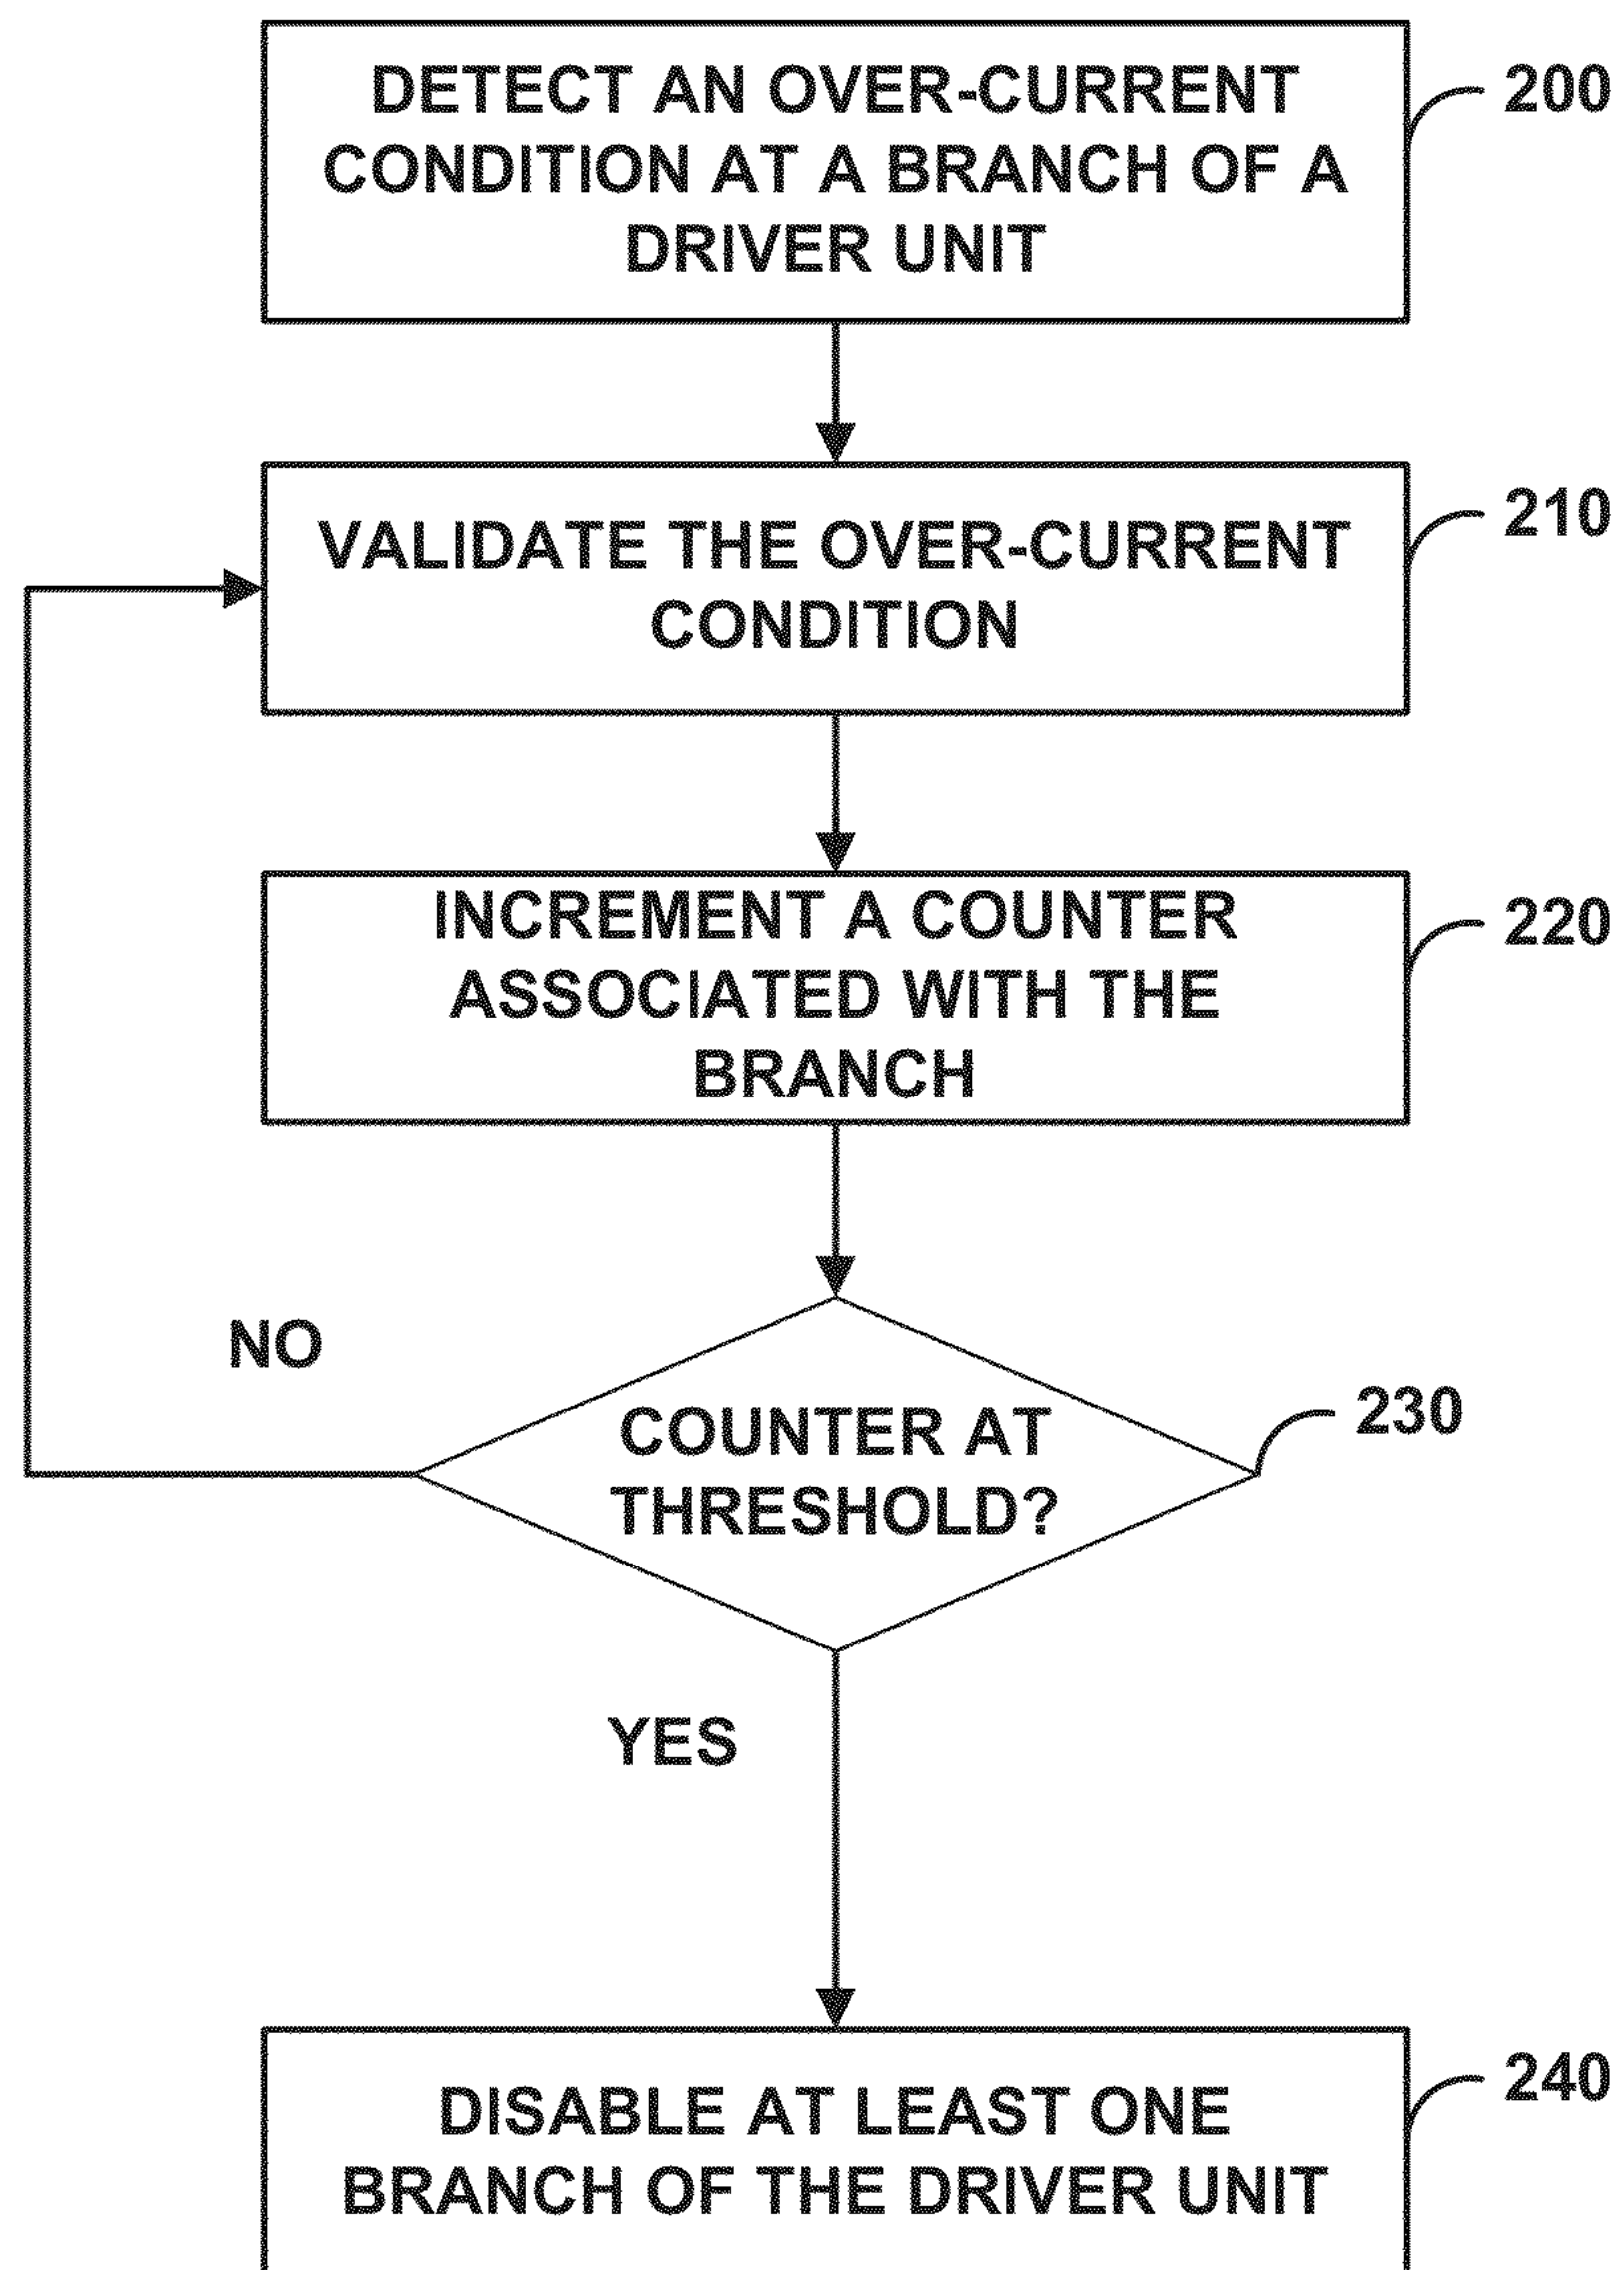 DETECT AN OVER-CURRENT
CONDITION AT A BRANCH OF A
DRIVER UNIT
200
VALIDATE THE OVER-CURRENT
CONDITION
210
INCREMENT A COUNTER
ASSOCIATED WITH THE
BRANCH
220
NO
COUNTER AT
THRESHOLD?
230
YES
DISABLE AT LEAST ONE
BRANCH OF THE DRIVER UNIT
240